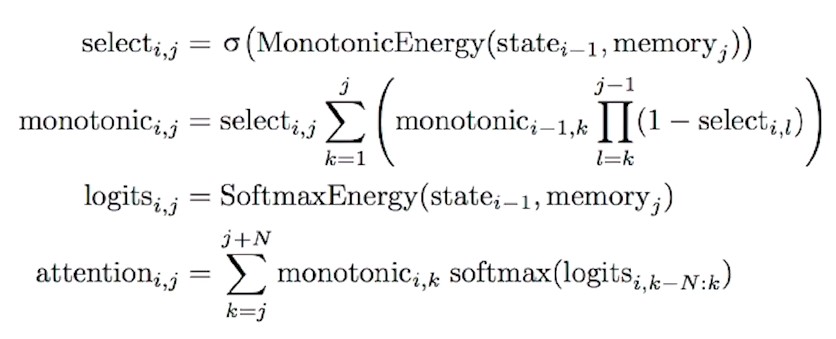 select_{i,j} = σ(MonotonicEnergy(state_{i−1}, memory_j))
monotonic_{i,j} = select_{i,j} ∑_{k=1}^{j} (monotonic_{i−1,k} ∏_{l=k}^{j−1} (1 − select_{i,l}))
logits_{i,j} = SoftmaxEnergy(state_{i−1}, memory_j)
attention_{i,j} = ∑_{k=j}^{j+N} monotonic_{i,k} softmax(logits_{i,k−N:k})